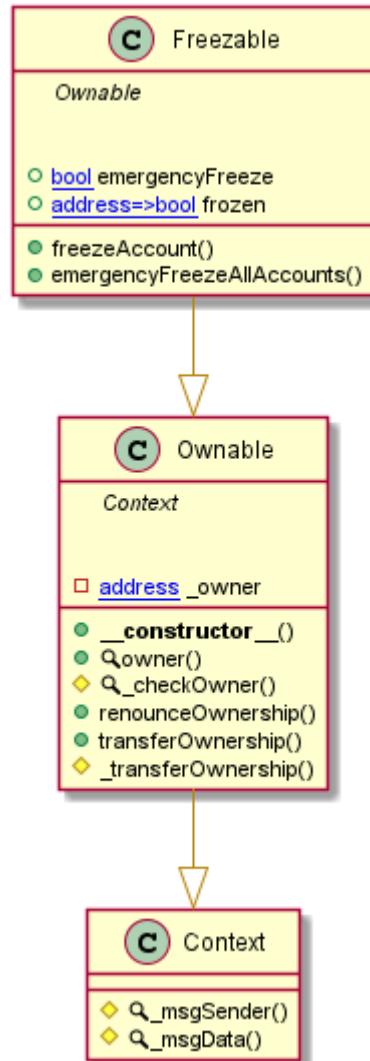 C Freezable
Ownable
bool emergencyFreeze
address=>bool frozen
freezeAccount()
emergencyFreezeAllAccounts()
C Ownable
Context
address _owner
__constructor__()
owner()
_checkOwner()
renounceOwnership()
transferOwnership()
_transferOwnership()
C Context
_msgSender()
_msgData()